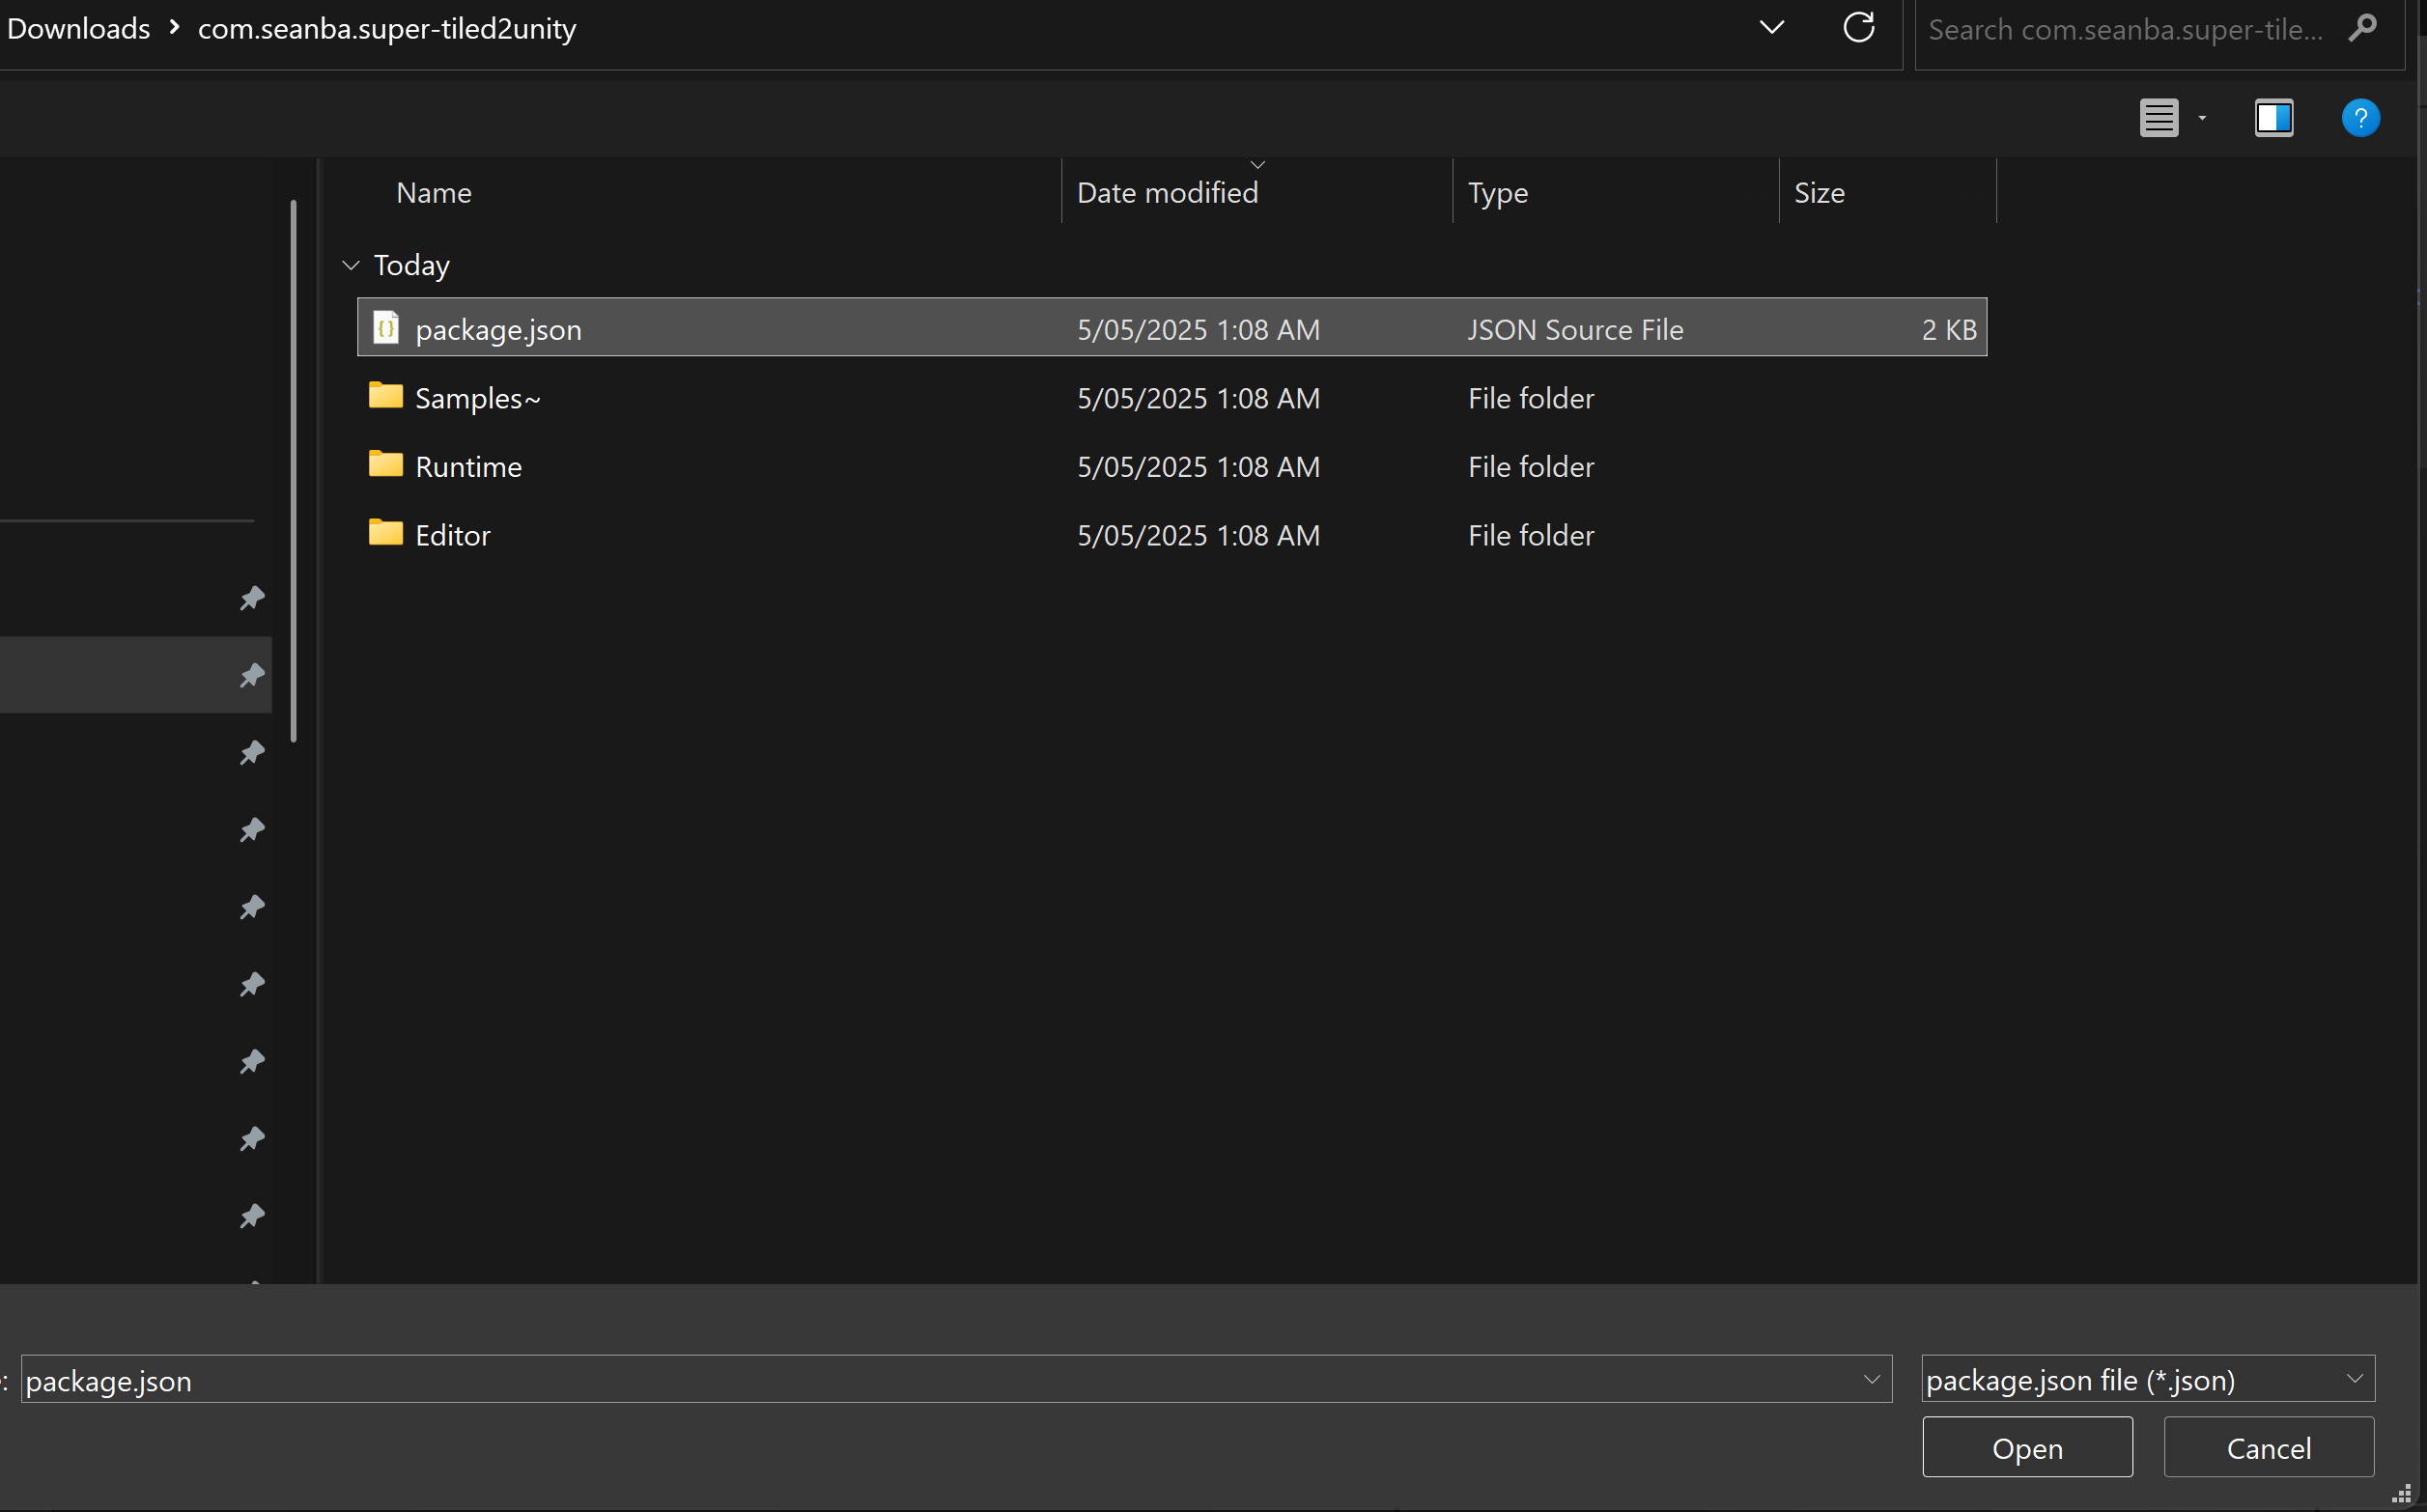 Downloads > com.seanba.super-tiled2unity
Search com.seanba.super-tile...
Name Date modified Type Size
Today
package.json 5/05/2025 1:08 AM JSON Source File 2 KB
Samples~ 5/05/2025 1:08 AM File folder
Runtime 5/05/2025 1:08 AM File folder
Editor 5/05/2025 1:08 AM File folder
: package.json package.json file (*.json)
Open Cancel